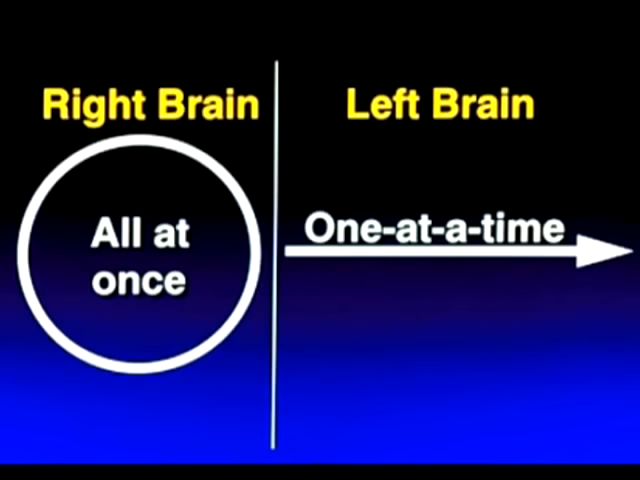 Right Brain
All at
once
Left Brain
One-at-a-time